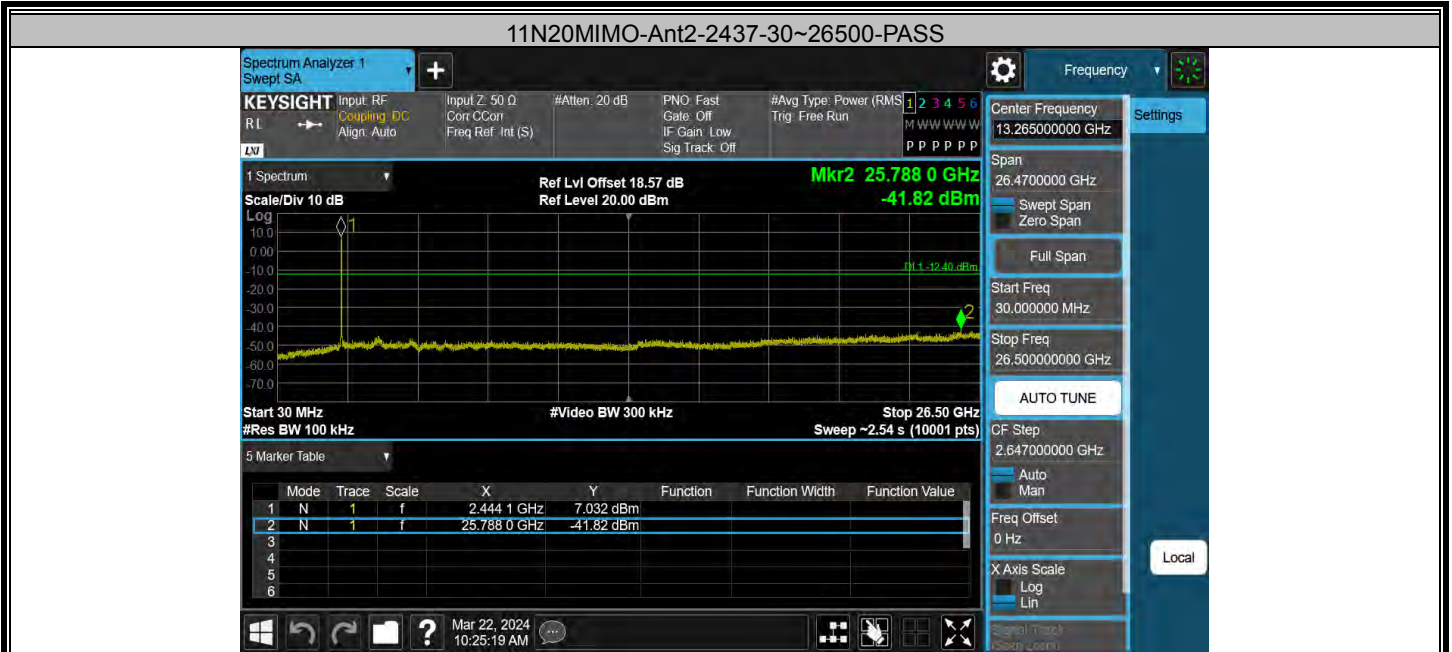 11N20MIMO-Ant2-2437-30~26500-PASS
Spectrum Analyzer 1
Swept SA
Frequency
KEYSIGHT
RL
LXI
Input: RF
Coupling: DC
Align: Auto
Input Z: 50 Ω
Corr CCorr
Freq Ref: Int (S)
#Atten: 20 dB
PNO: Fast
Gate: Off
IF Gain: Low
Sig Track: Off
#Avg Type: Power (RMS
Trig: Free Run
1 2 3 4 5 6
M W W W W W
P P P P P P
1 Spectrum
Scale/Div 10 dB
Ref Lvl Offset 18.57 dB
Ref Level 20.00 dBm
Mkr2 25.788 0 GHz
-41.82 dBm
Log
1
10.0
0.00
-10.0
DL1 -12.40 dBm
-20.0
-30.0
2
-40.0
-50.0
-60.0
-70.0
Start 30 MHz
#Video BW 300 kHz
Stop 26.50 GHz
#Res BW 100 kHz
Sweep ~2.54 s (10001 pts)
5 Marker Table
Mode Trace Scale X Y Function Function Width Function Value
1 N 1 f 2.444 1 GHz 7.032 dBm
2 N 1 f 25.788 0 GHz -41.82 dBm
3
4
5
6
Mar 22, 2024
10:25:19 AM
Center Frequency
13.265000000 GHz
Settings
Span
26.4700000 GHz
Swept Span
Zero Span
Full Span
Start Freq
30.000000 MHz
Stop Freq
26.500000000 GHz
AUTO TUNE
CF Step
2.647000000 GHz
Auto
Man
Freq Offset
0 Hz
Local
X Axis Scale
Log
Lin
Signal Track
(Span Zoom)